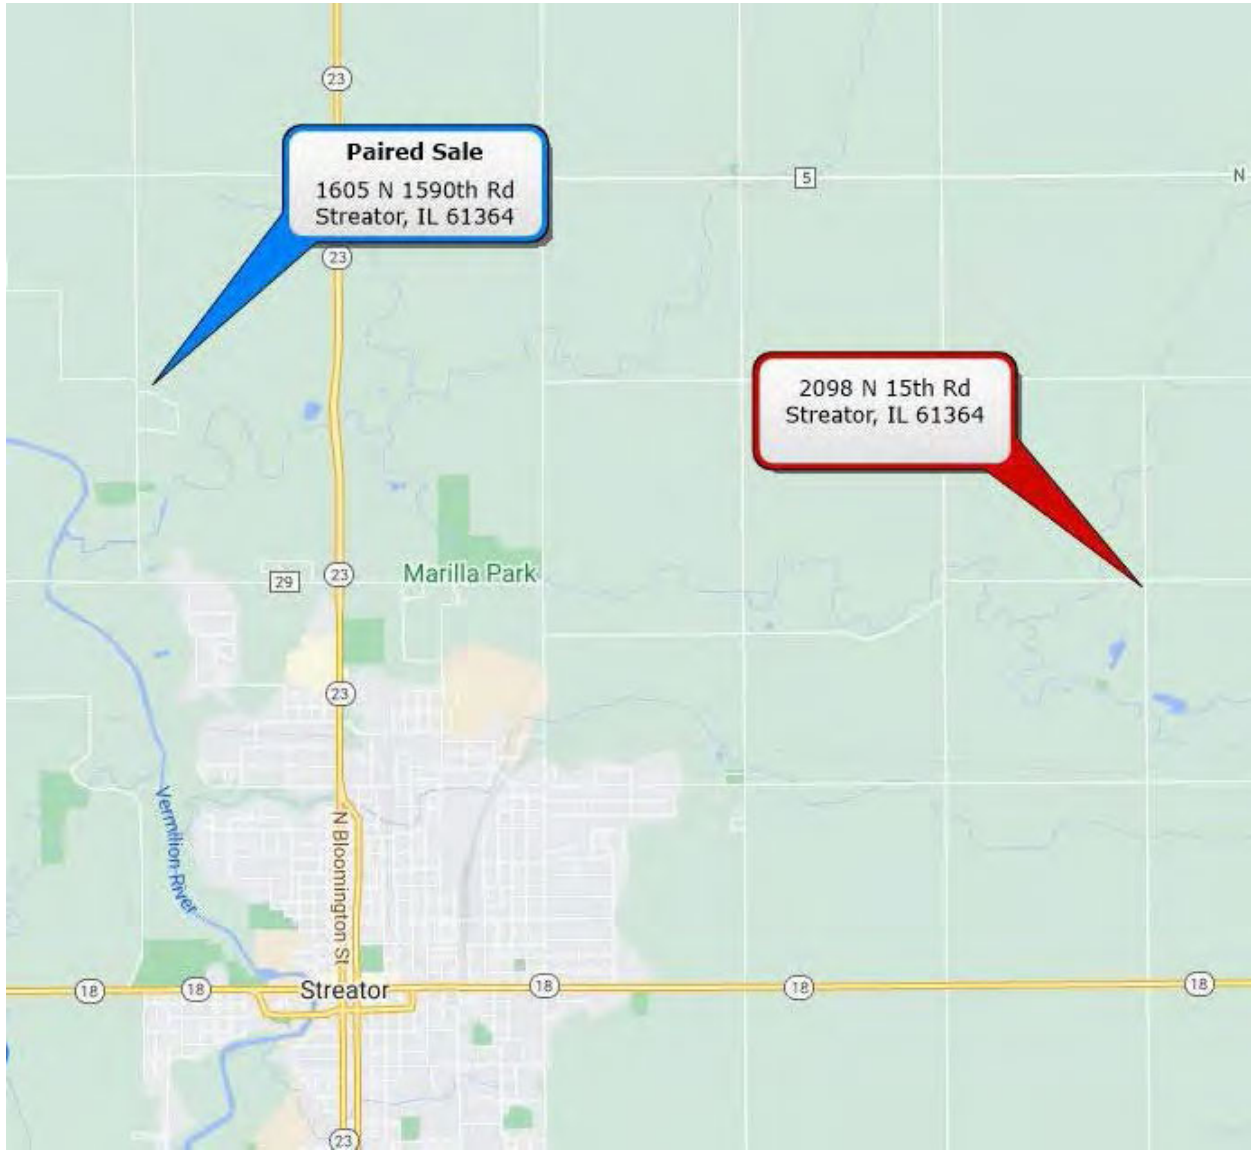 23
Paired Sale
1605 N 1590th Rd
Streator, IL 61364
5
N
23
2098 N 15th Rd
Streator, IL 61364
29
23
Marilla Park
23
Vermilion River
N Bloomington St
18
18
Streator
18
18
18
23